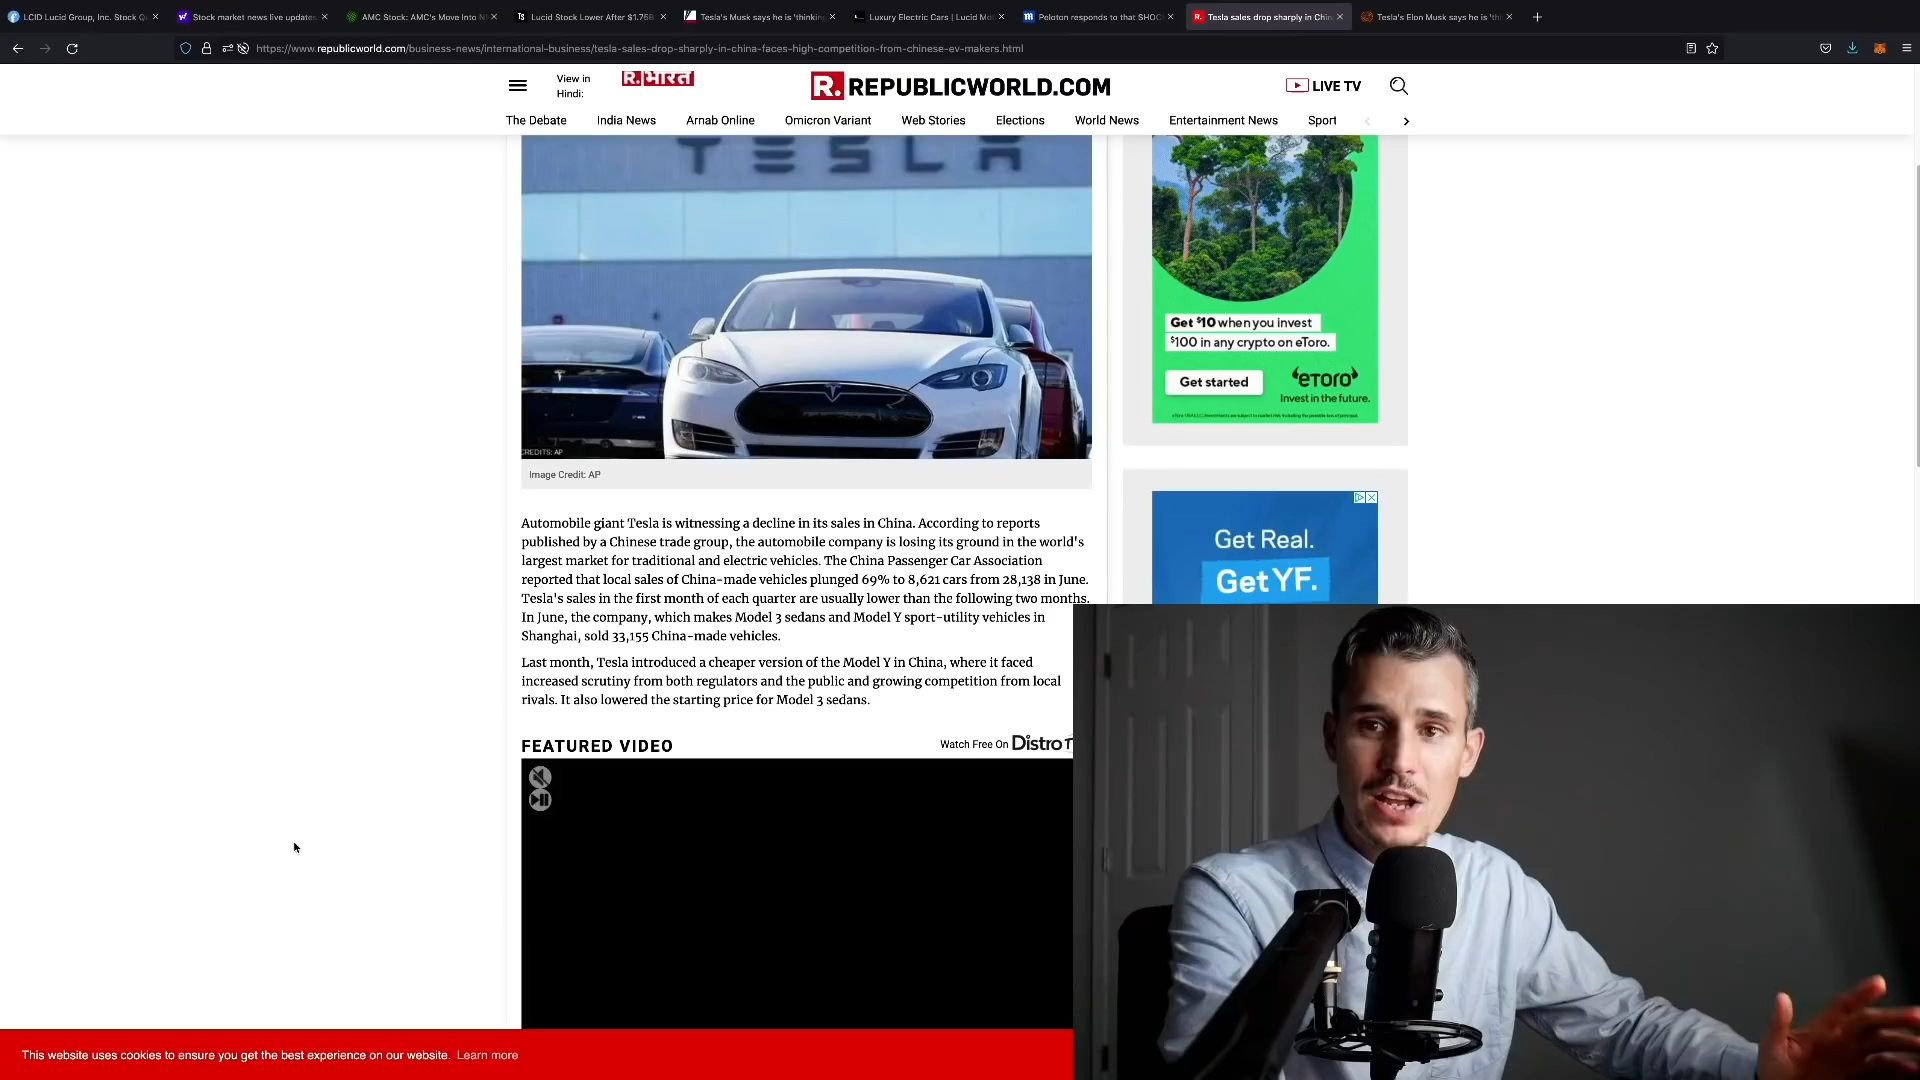 LCID Lucid Group, Inc. Stock Qu
Stock market news live updates:
AMC Stock: AMC's Move Into NF
Lucid Stock Lower After $1.75B
Tesla's Musk says he is 'thinking
Luxury Electric Cars | Lucid Mo
Peloton responds to that SHOC
Tesla sales drop sharply in Chin
Tesla's Elon Musk says he is 'thi
https://www.republicworld.com/business-news/international-business/tesla-sales-drop-sharply-in-china-faces-high-competition-from-chinese-ev-makers.html
View in
Hindi:
R.भारत
R. REPUBLICWORLD.COM
LIVE TV
The Debate
India News
Arnab Online
Omicron Variant
Web Stories
Elections
World News
Entertainment News
Sport
TESLA
CREDITS: AP
Image Credit: AP
Get $10 when you invest
$100 in any crypto on eToro.
Get started
eToro
Invest in the future.
Get Real.
Get YF.
Automobile giant Tesla is witnessing a decline in its sales in China. According to reports
published by a Chinese trade group, the automobile company is losing its ground in the world's
largest market for traditional and electric vehicles. The China Passenger Car Association
reported that local sales of China-made vehicles plunged 69% to 8,621 cars from 28,138 in June.
Tesla's sales in the first month of each quarter are usually lower than the following two months.
In June, the company, which makes Model 3 sedans and Model Y sport-utility vehicles in
Shanghai, sold 33,155 China-made vehicles.
Last month, Tesla introduced a cheaper version of the Model Y in China, where it faced
increased scrutiny from both regulators and the public and growing competition from local
rivals. It also lowered the starting price for Model 3 sedans.
FEATURED VIDEO
Watch Free On Distro T
This website uses cookies to ensure you get the best experience on our website. Learn more